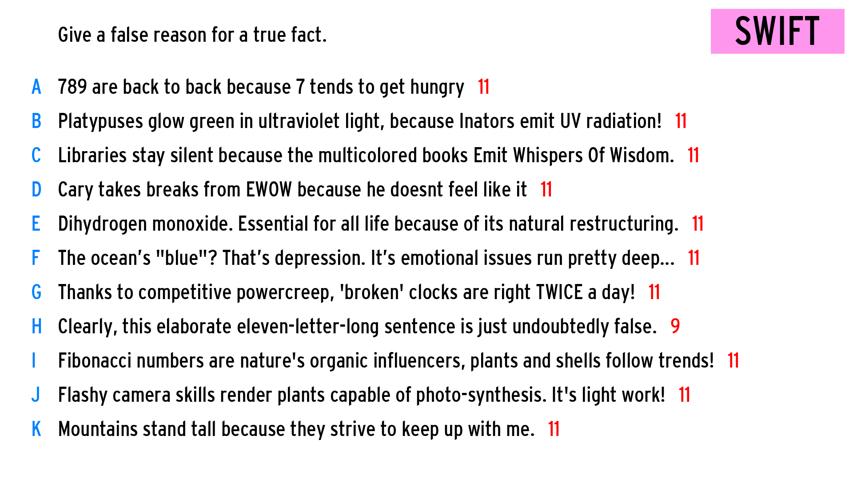 Give a false reason for a true fact.
SWIFT
A 789 are back to back because 7 tends to get hungry 11
B Platypuses glow green in ultraviolet light, because Inators emit UV radiation! 11
C Libraries stay silent because the multicolored books Emit Whispers Of Wisdom. 11
D Cary takes breaks from EWOW because he doesnt feel like it 11
E Dihydrogen monoxide. Essential for all life because of its natural restructuring. 11
F The ocean’s "blue"? That’s depression. It’s emotional issues run pretty deep... 11
G Thanks to competitive powercreep, 'broken' clocks are right TWICE a day! 11
H Clearly, this elaborate eleven-letter-long sentence is just undoubtedly false. 9
I Fibonacci numbers are nature's organic influencers, plants and shells follow trends! 11
J Flashy camera skills render plants capable of photo-synthesis. It's light work! 11
K Mountains stand tall because they strive to keep up with me. 11